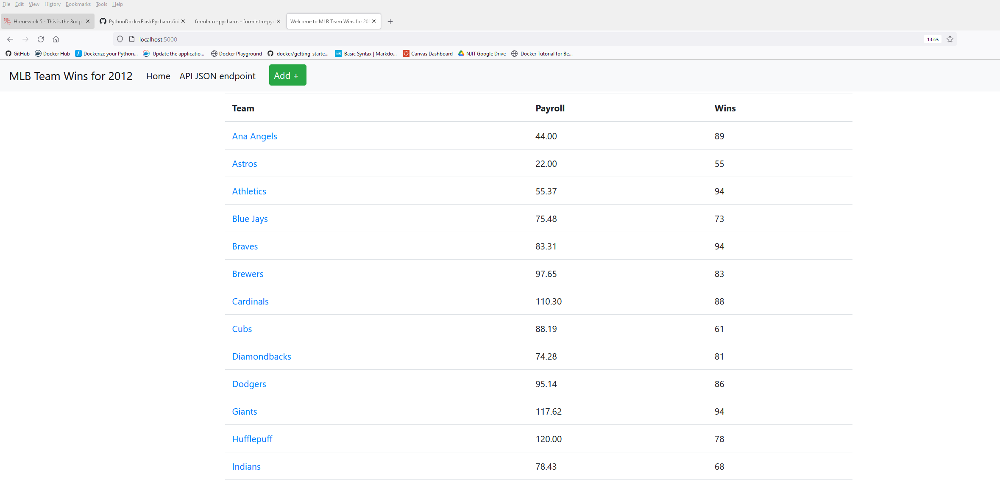 File Edit View History Bookmarks Tools Help
Homework 5 - This is the 3rd p PythonDockerFlaskPycharm/ini formIntro-pycharm - formIntro-pyc Welcome to MLB Team Wins for 201
localhost:5000 133%
GitHub Docker Hub Dockerize your Python... Update the applicatio... Docker Playground docker/getting-starte... Basic Syntax | Markdo... Canvas Dashboard NJIT Google Drive Docker Tutorial for Be...
MLB Team Wins for 2012 Home API JSON endpoint Add +
Team Payroll Wins
Ana Angels 44.00 89
Astros 22.00 55
Athletics 55.37 94
Blue Jays 75.48 73
Braves 83.31 94
Brewers 97.65 83
Cardinals 110.30 88
Cubs 88.19 61
Diamondbacks 74.28 81
Dodgers 95.14 86
Giants 117.62 94
Hufflepuff 120.00 78
Indians 78.43 68